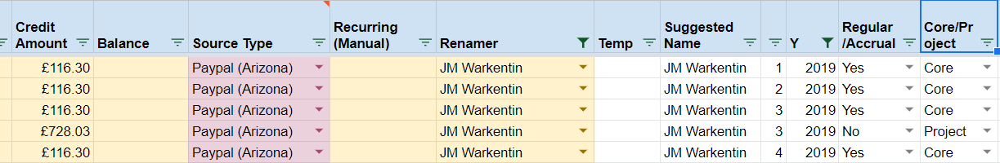 Credit Amount Balance Source Type Recurring (Manual) Renamer Temp Suggested Name Y Regular /Accrual Core/Pr oject
£116.30 Paypal (Arizona) JM Warkentin JM Warkentin 1 2019 Yes Core
£116.30 Paypal (Arizona) JM Warkentin JM Warkentin 2 2019 Yes Core
£116.30 Paypal (Arizona) JM Warkentin JM Warkentin 3 2019 Yes Core
£728.03 Paypal (Arizona) JM Warkentin JM Warkentin 3 2019 No Project
£116.30 Paypal (Arizona) JM Warkentin JM Warkentin 4 2019 Yes Core